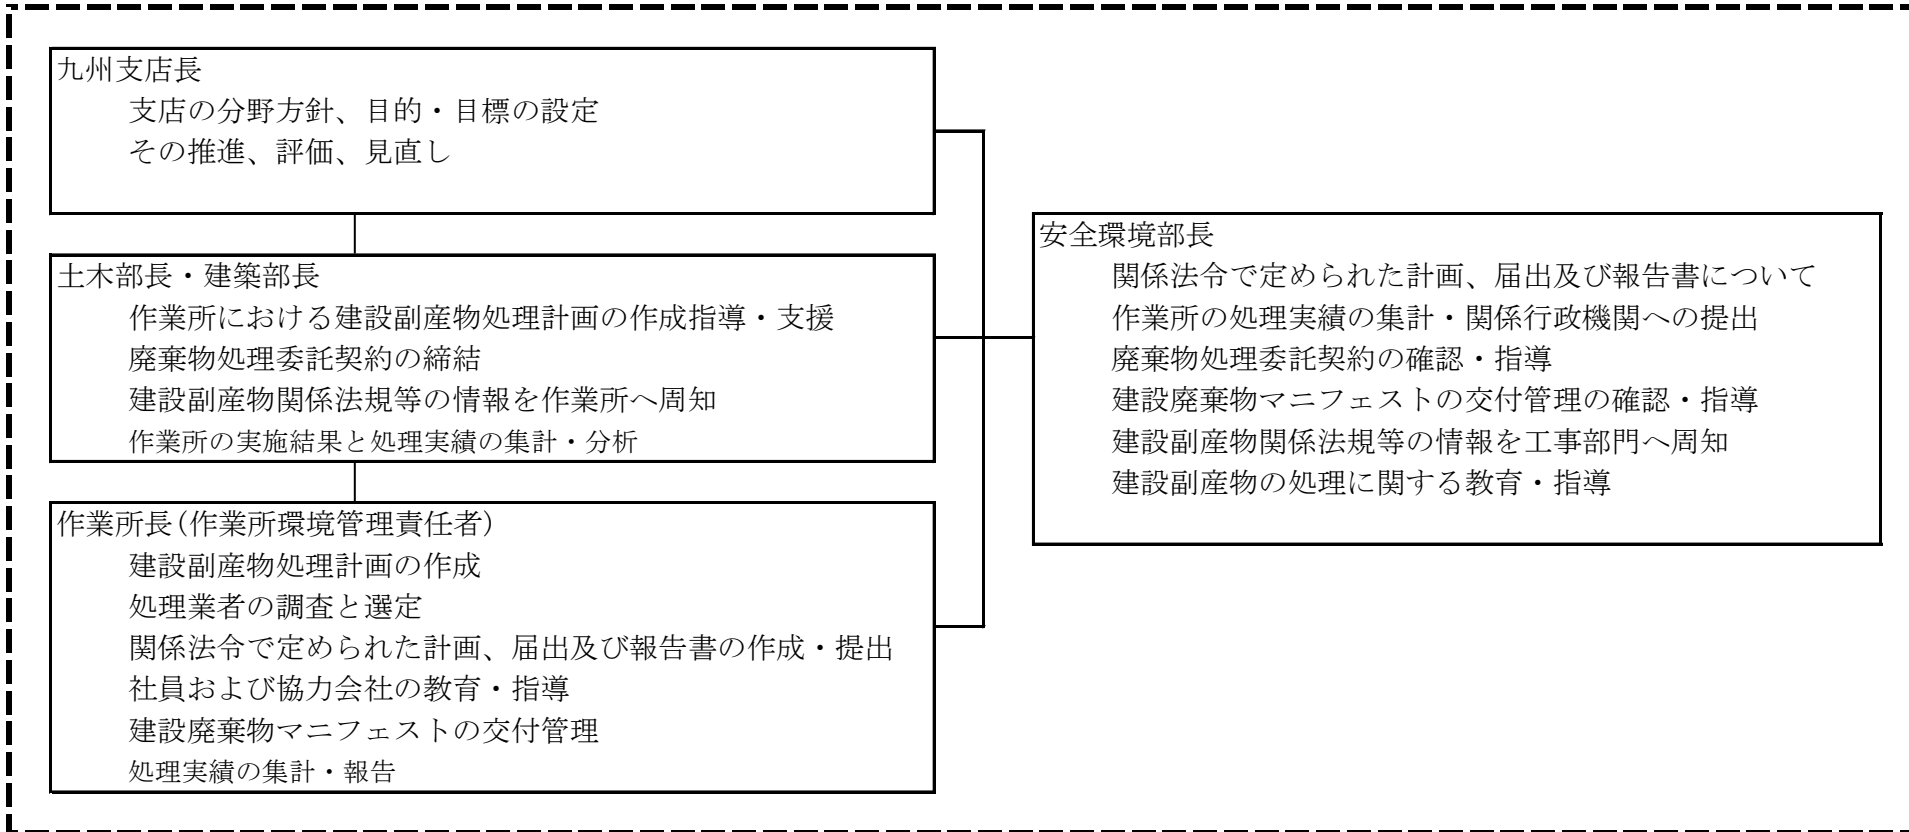 九州支店長
支店の分野方針、目的・目標の設定
その推進、評価、見直し
土木部長・建築部長
作業所における建設副産物処理計画の作成指導・支援
廃棄物処理委託契約の締結
建設副産物関係法規等の情報を作業所へ周知
作業所の実施結果と処理実績の集計・分析
作業所長(作業所環境管理責任者)
建設副産物処理計画の作成
処理業者の調査と選定
関係法令で定められた計画、届出及び報告書の作成・提出
社員および協力会社の教育・指導
建設廃棄物マニフェストの交付管理
処理実績の集計・報告
安全環境部長
関係法令で定められた計画、届出及び報告書について
作業所の処理実績の集計・関係行政機関への提出
廃棄物処理委託契約の確認・指導
建設廃棄物マニフェストの交付管理の確認・指導
建設副産物関係法規等の情報を工事部門へ周知
建設副産物の処理に関する教育・指導